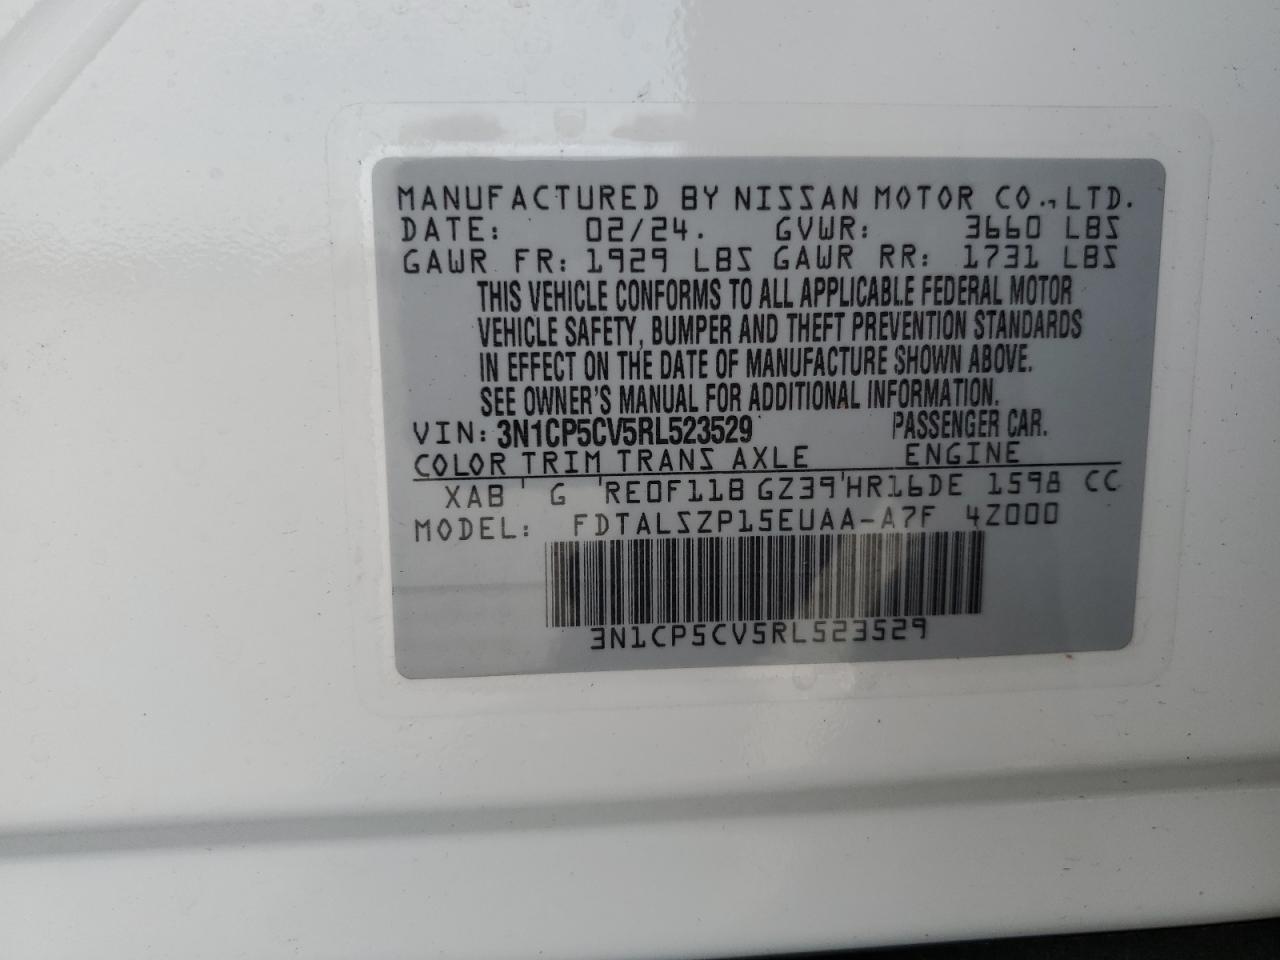 MANUFACTURED BY NISSAN MOTOR CO., LTD.
DATE: 02/24. GVWR: 3660 LBS
GAWR FR: 1929 LBS GAWR RR: 1731 LBS
THIS VEHICLE CONFORMS TO ALL APPLICABLE FEDERAL MOTOR
VEHICLE SAFETY, BUMPER AND THEFT PREVENTION STANDARDS
IN EFFECT ON THE DATE OF MANUFACTURE SHOWN ABOVE.
SEE OWNER'S MANUAL FOR ADDITIONAL INFORMATION.
VIN: 3N1CP5CV5RL523529 PASSENGER CAR.
COLOR TRIM TRANS AXLE ENGINE
XAB ' G 'RE0F11B GZ39'HR16DE 1598 CC
MODEL: FDTALSZP15EUAA-A7F 4Z000
3N1CP5CV5RL523529